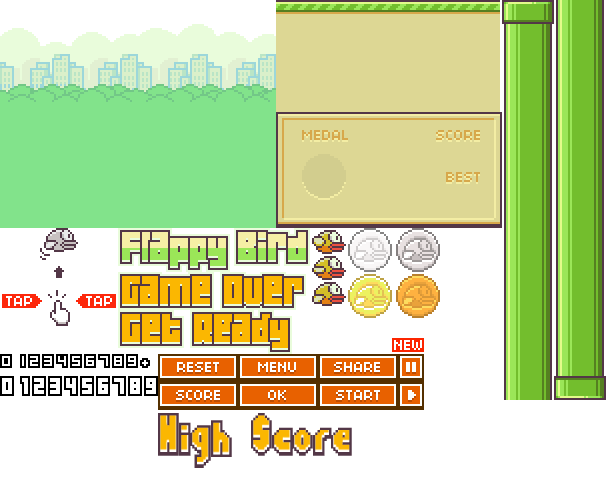 MEDAL SCORE
BEST
Flappy Bird
Game Over
TAP TAP
Get Ready
NEW
0 123456789+
RESET MENU SHARE
0 123456789
SCORE OK START
High Score